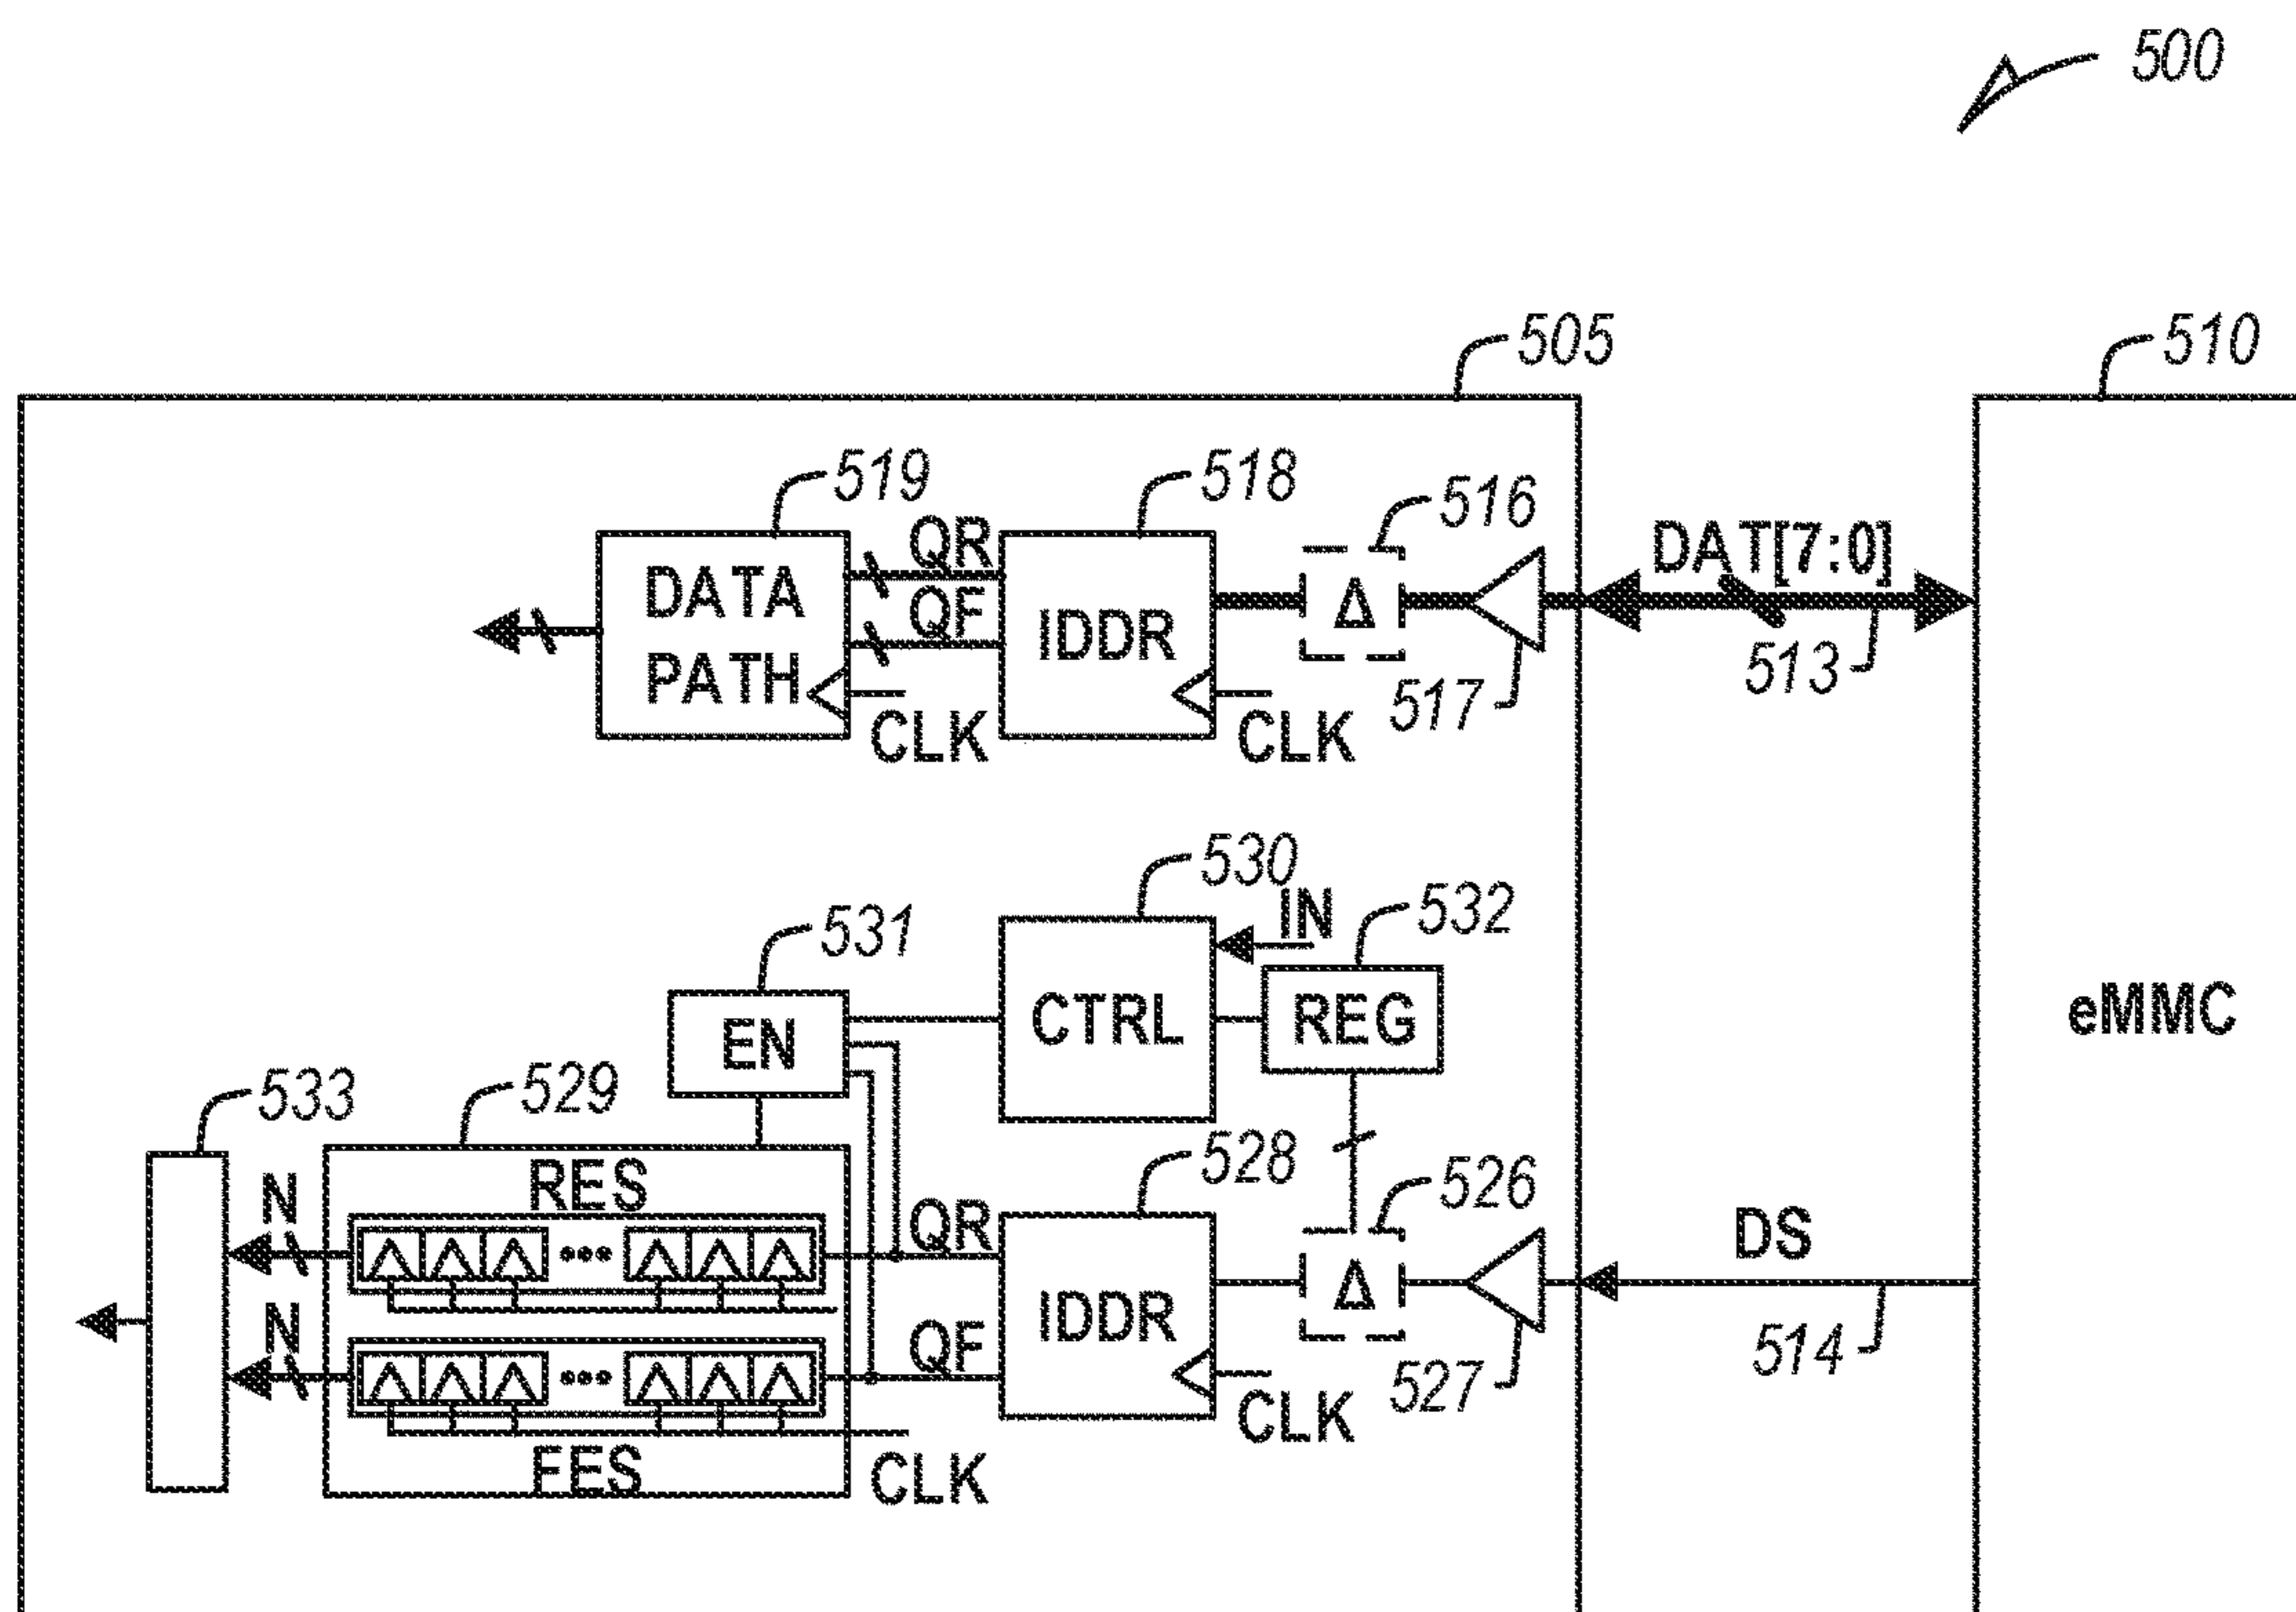 500
505
510
519
518
516
DAT[7:0]
QR
QF
DATA
PATH
IDDR
Δ
513
517
CLK
CLK
530
IN
532
531
EN
CTRL
REG
eMMC
533
529
528
526
N
RES
QR
DS
IDDR
Δ
N
QF
514
527
FES
CLK
CLK